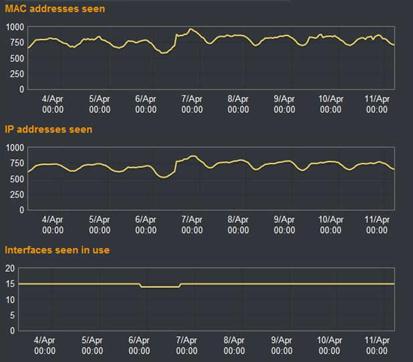 MAC addresses seen
1000
750
500
250
0
4/Apr 5/Apr 6/Apr 7/Apr 8/Apr 9/Apr 10/Apr 11/Apr
00:00 00:00 00:00 00:00 00:00 00:00 00:00 00:00
IP addresses seen
1000
750
500
250
0
4/Apr 5/Apr 6/Apr 7/Apr 8/Apr 9/Apr 10/Apr 11/Apr
00:00 00:00 00:00 00:00 00:00 00:00 00:00 00:00
Interfaces seen in use
20
15
10
5
0
4/Apr 5/Apr 6/Apr 7/Apr 8/Apr 9/Apr 10/Apr 11/Apr
00:00 00:00 00:00 00:00 00:00 00:00 00:00 00:00